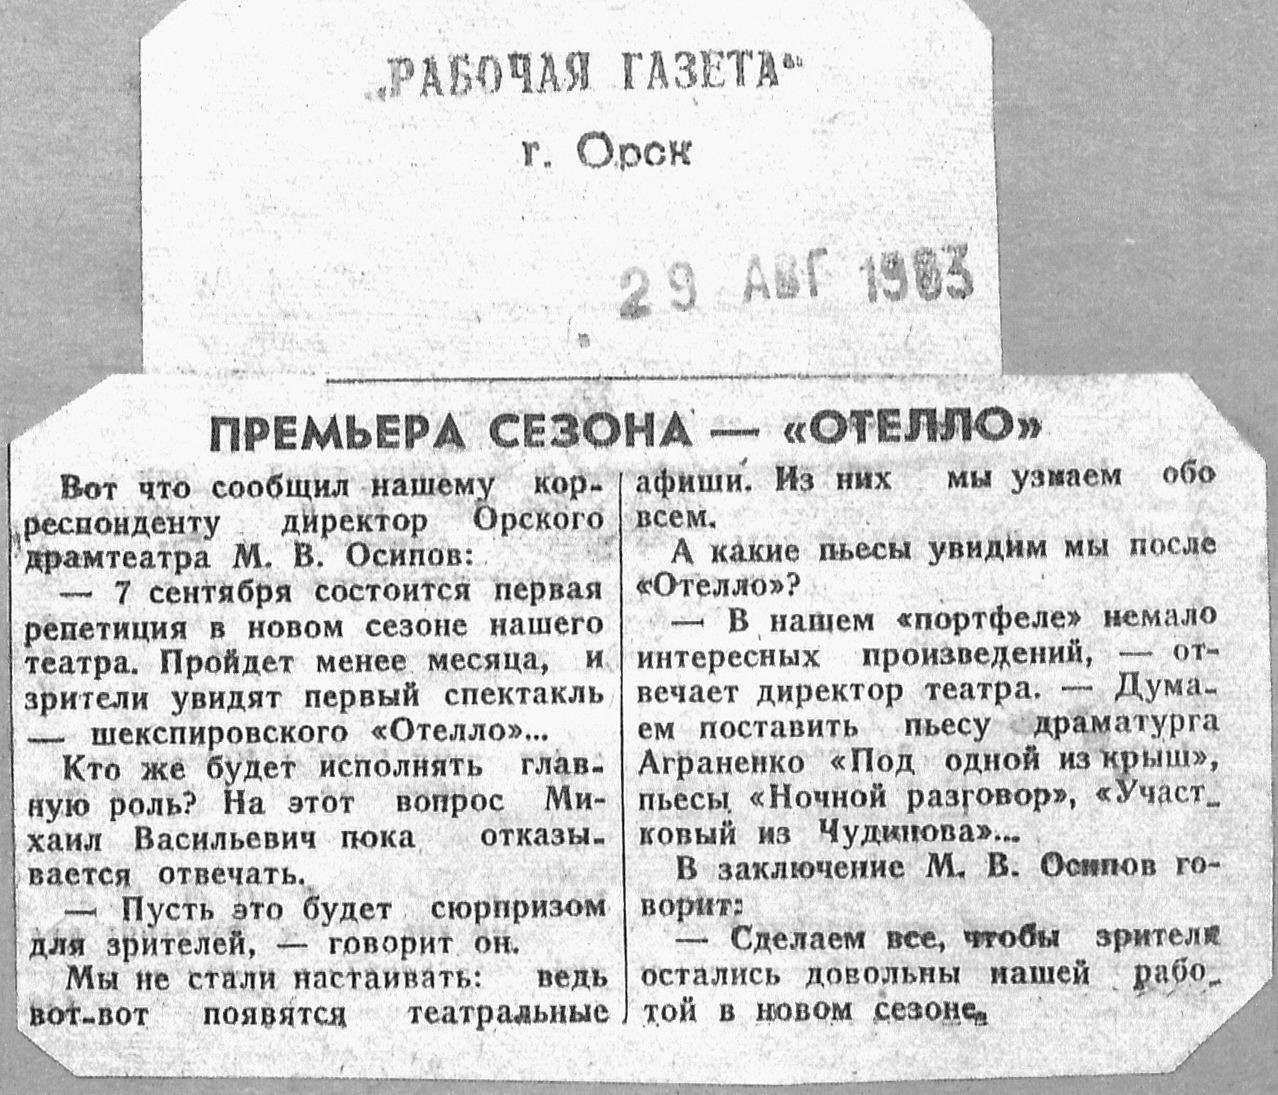 „РАБОЧАЯ ГАЗЕТА“
г. Орск
29 АВГ 1983
ПРЕМЬЕРА СЕЗОНА — «ОТЕЛЛО»
Вот что сообщил нашему кор-
респонденту директор Орского
драмтеатра М. В. Осипов:
— 7 сентября состоится первая
репетиция в новом сезоне нашего
театра. Пройдет менее месяца, и
зрители увидят первый спектакль
— шекспировского «Отелло»...
Кто же будет исполнять глав-
ную роль? На этот вопрос Ми-
хаил Васильевич пока отказы-
вается отвечать.
— Пусть это будет сюрпризом
для зрителей, — говорит он.
Мы не стали настаивать: ведь
вот-вот появятся театральные
афиши. Из них мы узнаем обо
всем.
А какие пьесы увидим мы после
«Отелло»?
— В нашем «портфеле» немало
интересных произведений, — от-
вечает директор театра. — Дума-
ем поставить пьесу драматурга
Аграненко «Под одной из крыш»,
пьесы «Ночной разговор», «Участ-
ковый из Чудинова»...
В заключение М. В. Осипов го-
ворит:
— Сделаем все, чтобы зрители
остались довольны нашей рабо-
той в новом сезоне.